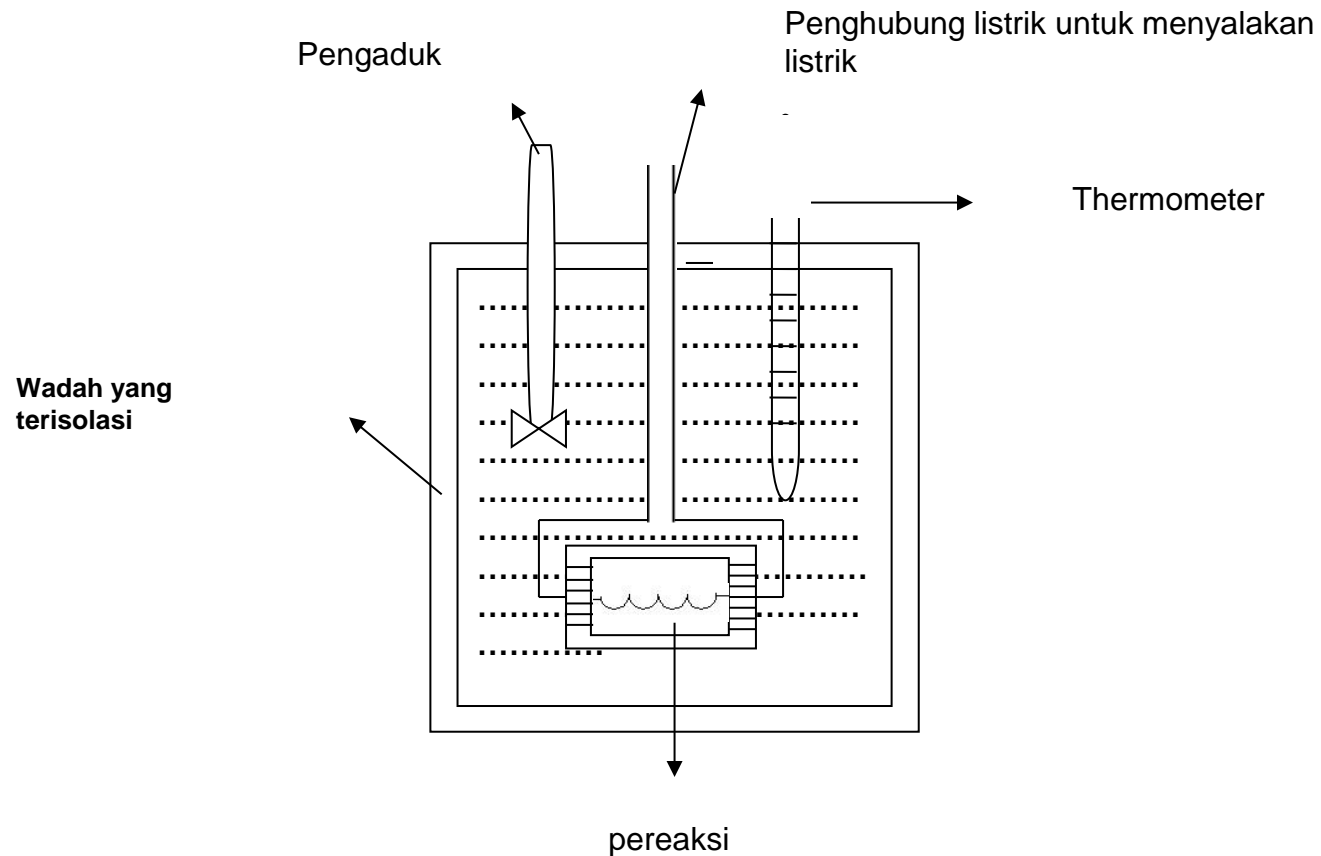 Penghubung listrik untuk menyalakan
listrik
Pengaduk
Thermometer
Wadah yang
terisolasi
pereaksi